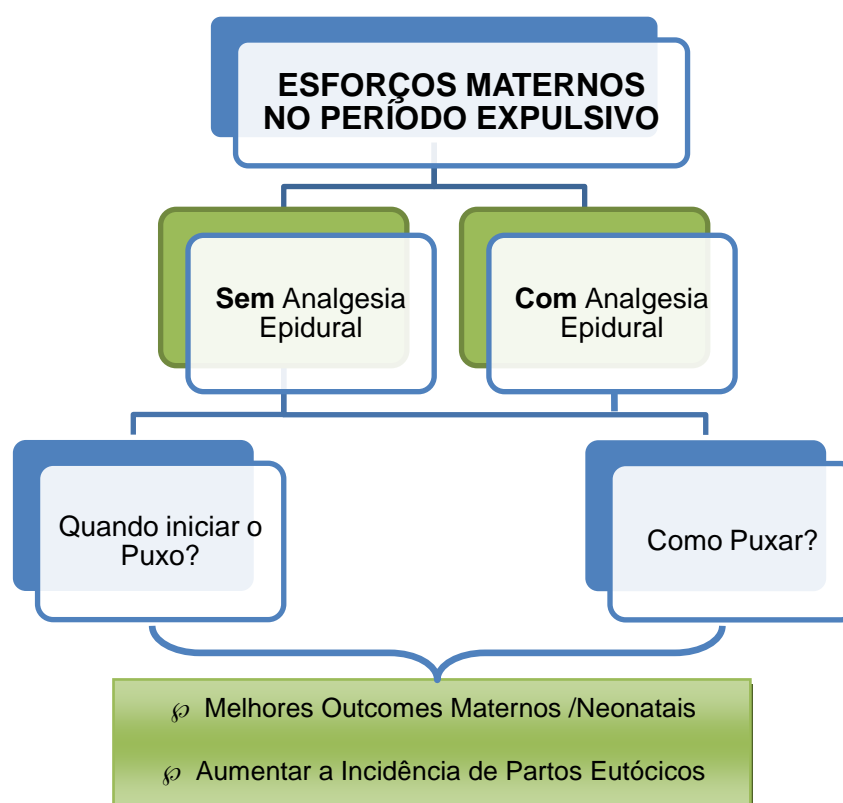 ESFORÇOS MATERNOS
NO PERÍODO EXPULSIVO
Sem Analgesia
Epidural
Com Analgesia
Epidural
Quando iniciar o
Puxo?
Como Puxar?
℘ Melhores Outcomes Maternos /Neonatais
℘ Aumentar a Incidência de Partos Eutócicos